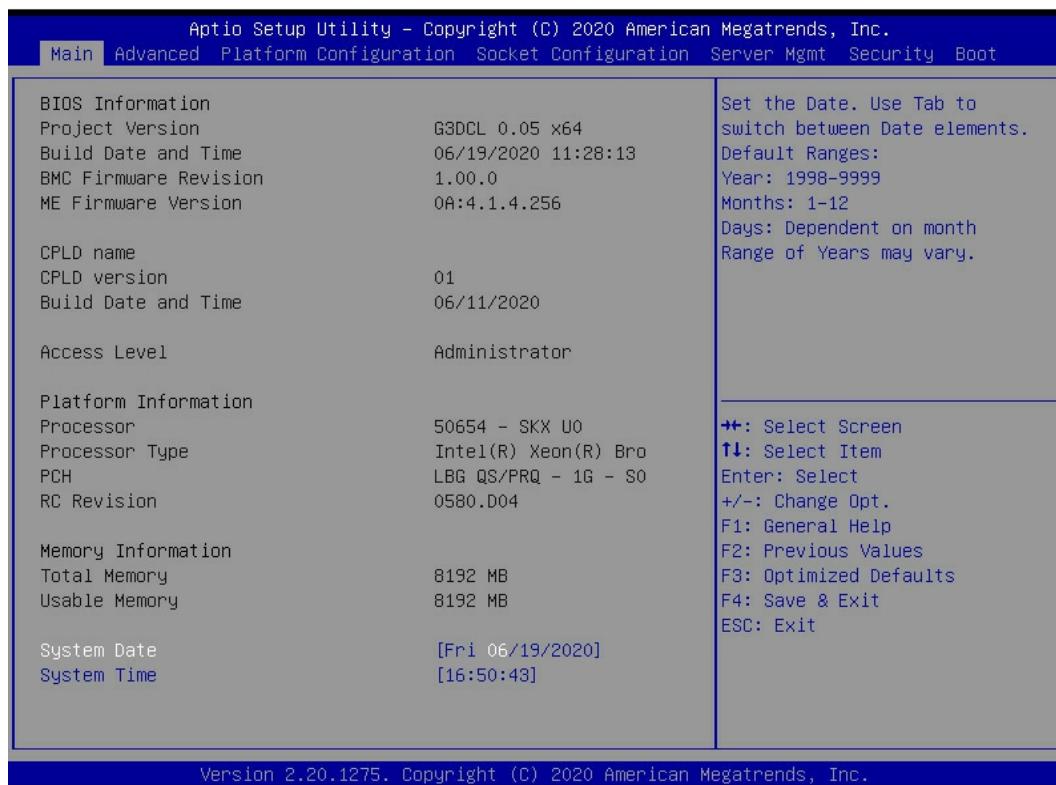 Aptio Setup Utility – Copyright (C) 2020 American Megatrends, Inc.
Main Advanced Platform Configuration Socket Configuration Server Mgmt Security Boot
BIOS Information
Project Version G3DCL 0.05 x64
Build Date and Time 06/19/2020 11:28:13
BMC Firmware Revision 1.00.0
ME Firmware Version 0A:4.1.4.256
CPLD name
CPLD version 01
Build Date and Time 06/11/2020
Access Level Administrator
Platform Information
Processor 50654 – SKX U0
Processor Type Intel(R) Xeon(R) Bro
PCH LBG QS/PRQ – 1G – S0
RC Revision 0580.D04
Memory Information
Total Memory 8192 MB
Usable Memory 8192 MB
System Date [Fri 06/19/2020]
System Time [16:50:43]
Set the Date. Use Tab to
switch between Date elements.
Default Ranges:
Year: 1998–9999
Months: 1–12
Days: Dependent on month
Range of Years may vary.
→←: Select Screen
↑↓: Select Item
Enter: Select
+/–: Change Opt.
F1: General Help
F2: Previous Values
F3: Optimized Defaults
F4: Save & Exit
ESC: Exit
Version 2.20.1275. Copyright (C) 2020 American Megatrends, Inc.